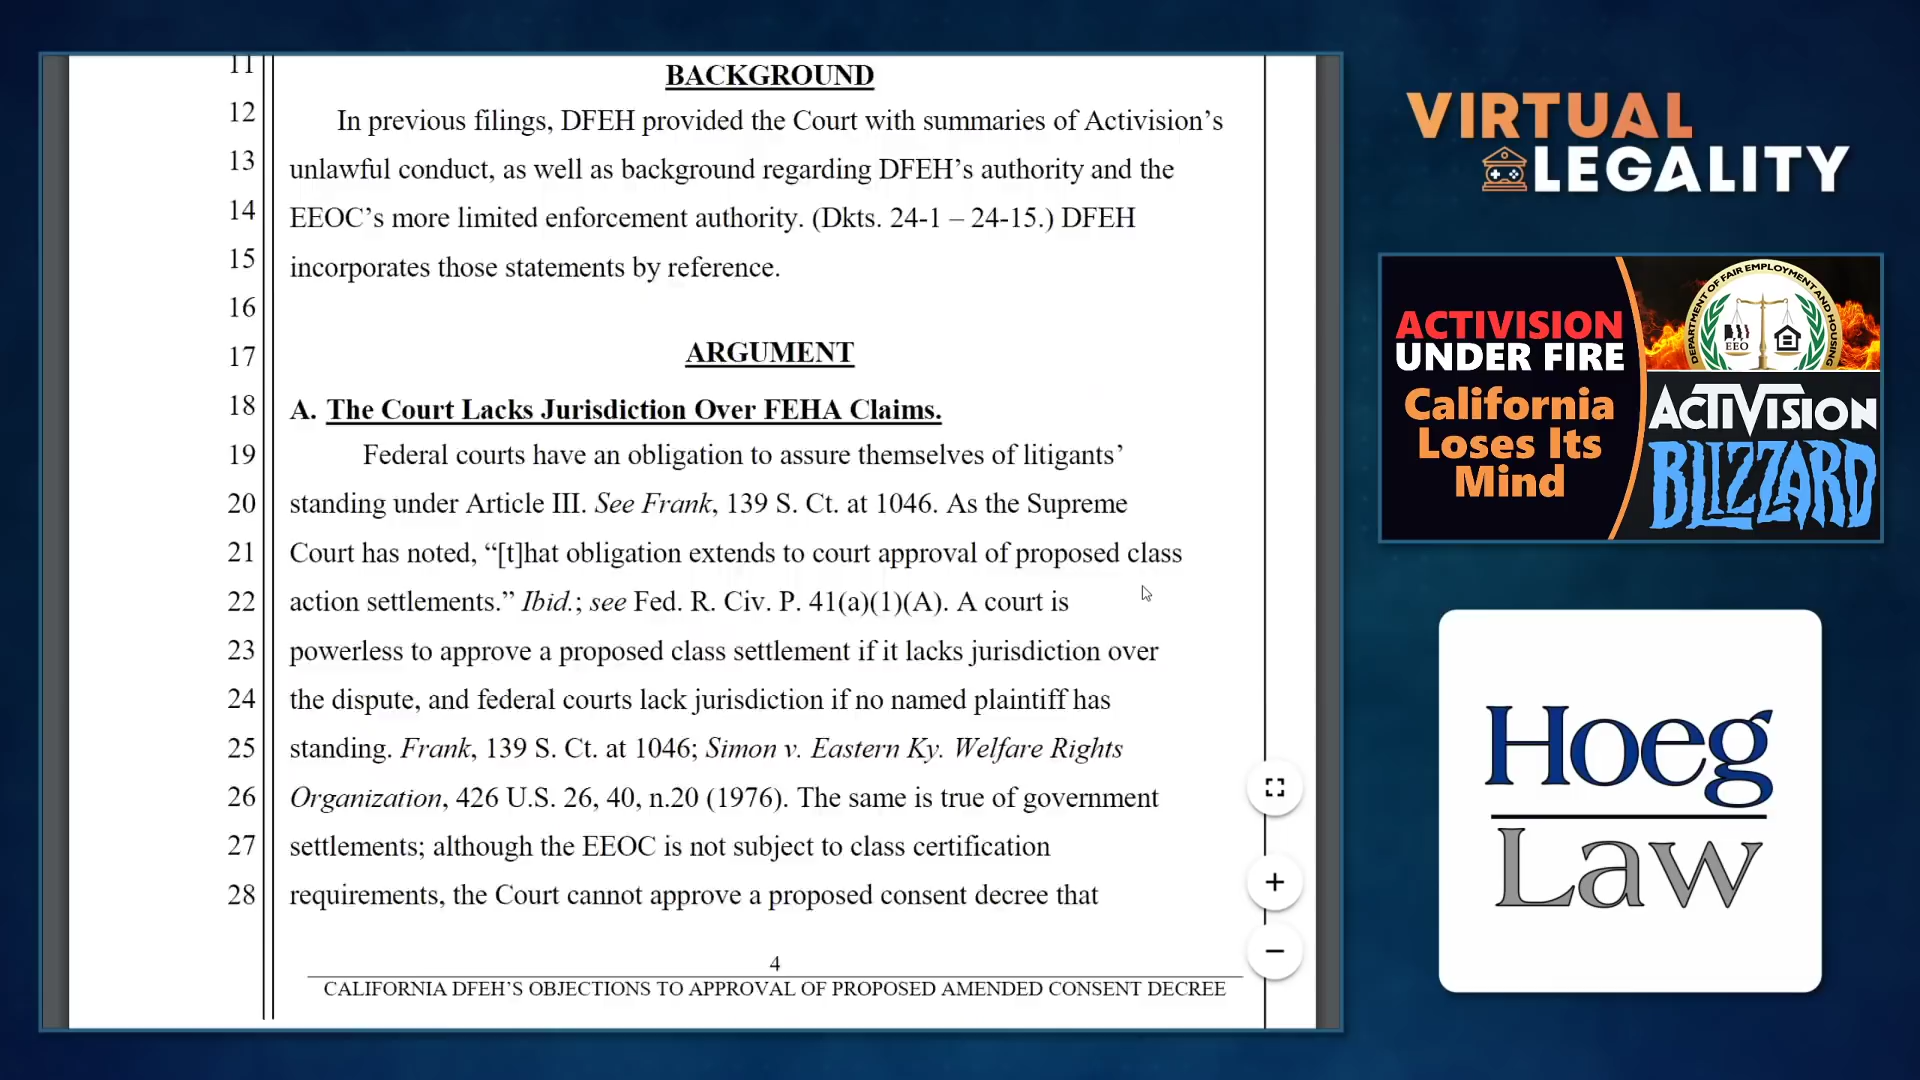 11
BACKGROUND
12 In previous filings, DFEH provided the Court with summaries of Activision’s
13 unlawful conduct, as well as background regarding DFEH’s authority and the
14 EEOC’s more limited enforcement authority. (Dkts. 24-1 – 24-15.) DFEH
15 incorporates those statements by reference.
16
17 ARGUMENT
18 A. The Court Lacks Jurisdiction Over FEHA Claims.
19 Federal courts have an obligation to assure themselves of litigants’
20 standing under Article III. See Frank, 139 S. Ct. at 1046. As the Supreme
21 Court has noted, “[t]hat obligation extends to court approval of proposed class
22 action settlements.” Ibid.; see Fed. R. Civ. P. 41(a)(1)(A). A court is
23 powerless to approve a proposed class settlement if it lacks jurisdiction over
24 the dispute, and federal courts lack jurisdiction if no named plaintiff has
25 standing. Frank, 139 S. Ct. at 1046; Simon v. Eastern Ky. Welfare Rights
26 Organization, 426 U.S. 26, 40, n.20 (1976). The same is true of government
27 settlements; although the EEOC is not subject to class certification
28 requirements, the Court cannot approve a proposed consent decree that
4
CALIFORNIA DFEH’S OBJECTIONS TO APPROVAL OF PROPOSED AMENDED CONSENT DECREE
VIRTUAL
LEGALITY
ACTIVISION
UNDER FIRE
California
Loses Its
Mind
DEPARTMENT OF FAIR EMPLOYMENT AND HOUSING
EEO
ACTIVISION
BLIZZARD
Hoeg
Law